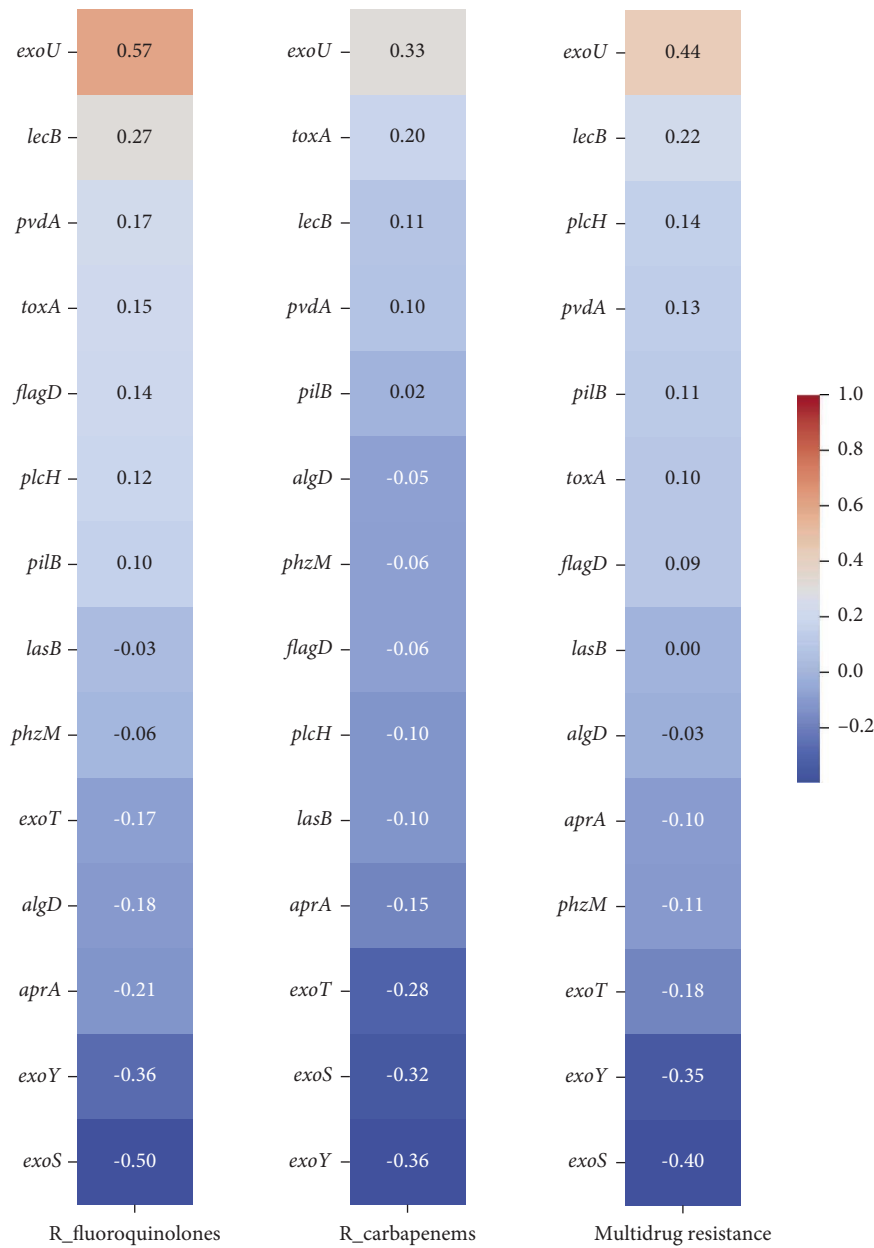 exoU 0.57
lecB 0.27
pvdA 0.17
toxA 0.15
flagD 0.14
plcH 0.12
pilB 0.10
lasB -0.03
phzM -0.06
exoT -0.17
algD -0.18
aprA -0.21
exoY -0.36
exoS -0.50
R_fluoroquinolones
exoU 0.33
toxA 0.20
lecB 0.11
pvdA 0.10
pilB 0.02
algD -0.05
phzM -0.06
flagD -0.06
plcH -0.10
lasB -0.10
aprA -0.15
exoT -0.28
exoS -0.32
exoY -0.36
R_carbapenems
exoU 0.44
lecB 0.22
plcH 0.14
pvdA 0.13
pilB 0.11
toxA 0.10
flagD 0.09
lasB 0.00
algD -0.03
aprA -0.10
phzM -0.11
exoT -0.18
exoY -0.35
exoS -0.40
Multidrug resistance
1.0
0.8
0.6
0.4
0.2
0.0
−0.2